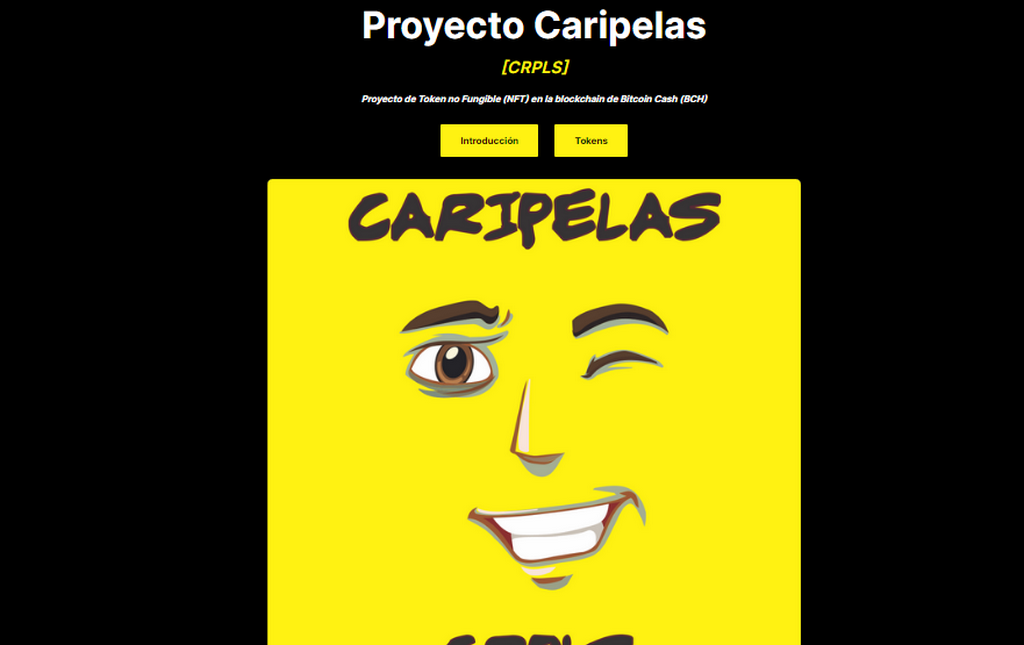 Proyecto Caripelas
[CRPLS]
Proyecto de Token no Fungible (NFT) en la blockchain de Bitcoin Cash (BCH)
Introducción Tokens
CARIPELAS